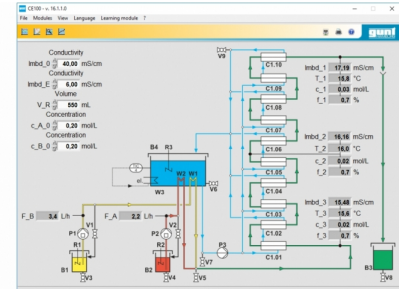 CE100 - v. 16.1.1.0
File Modules View Language Learning module ?
gunt
Conductivity
lmbd_0 40,00 mS/cm
Conductivity
lmbd_E 5,00 mS/cm
Volume
V_R 550 mL
Concentration
c_A_0 0,20 mol/L
Concentration
c_B_0 0,20 mol/L
V9
C1.10
C1.09
C1.08
C1.07
C1.06
C1.05
C1.04
C1.03
C1.02
C1.01
lmbd_1 17,19 mS/cm
T_1 15,8 °C
c_1 0,03 mol/L
f_1 0,7 %
lmbd_2 16,16 mS/cm
T_2 16,0 °C
c_2 0,02 mol/L
f_2 0,7 %
lmbd_3 15,48 mS/cm
T_3 15,6 °C
c_3 0,02 mol/L
f_3 0,7 %
B4 R3
W2 W1
W3
V6
F_B 3,4 L/h
F_A 2,2 L/h
P1 V1
P2 V2
R1
R2
B1 V3
B2 V4
V5
V7
P3
B3
V8